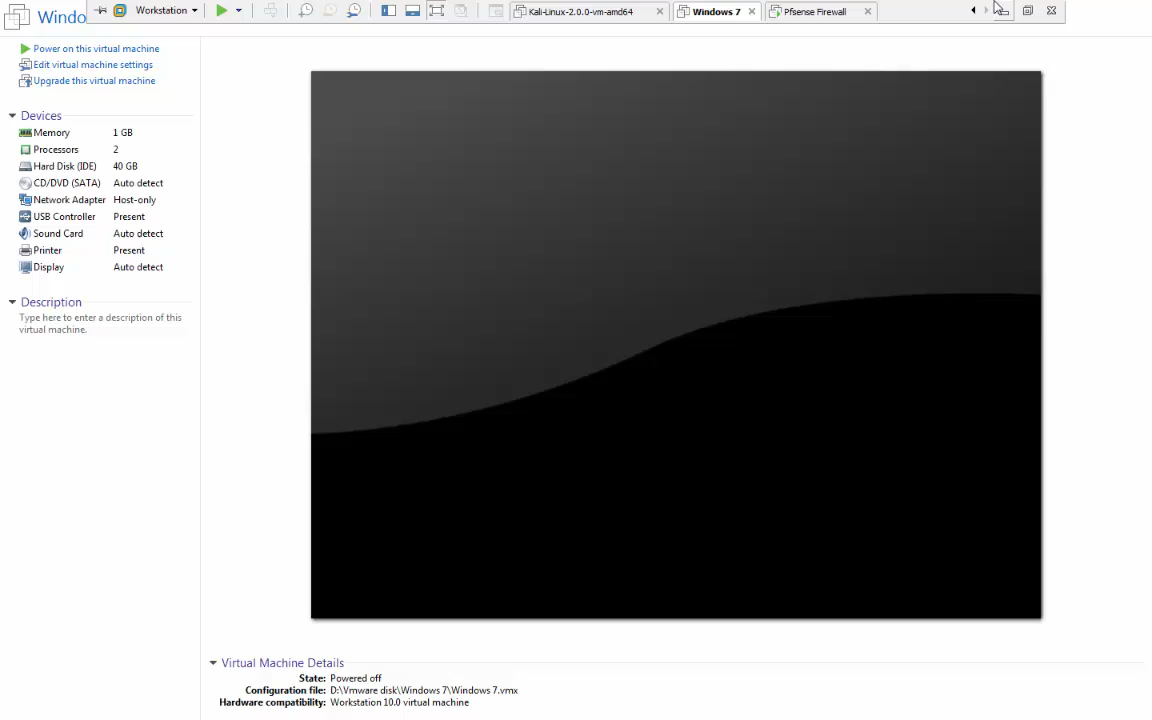 Windo
Workstation
Kali-Linux-2.0.0-vm-amd64
Windows 7
Pfsense Firewall
Power on this virtual machine
Edit virtual machine settings
Upgrade this virtual machine
Devices
Memory 1 GB
Processors 2
Hard Disk (IDE) 40 GB
CD/DVD (SATA) Auto detect
Network Adapter Host-only
USB Controller Present
Sound Card Auto detect
Printer Present
Display Auto detect
Description
Type here to enter a description of this
virtual machine.
Virtual Machine Details
State: Powered off
Configuration file: D:\Vmware disk\Windows 7\Windows 7.vmx
Hardware compatibility: Workstation 10.0 virtual machine